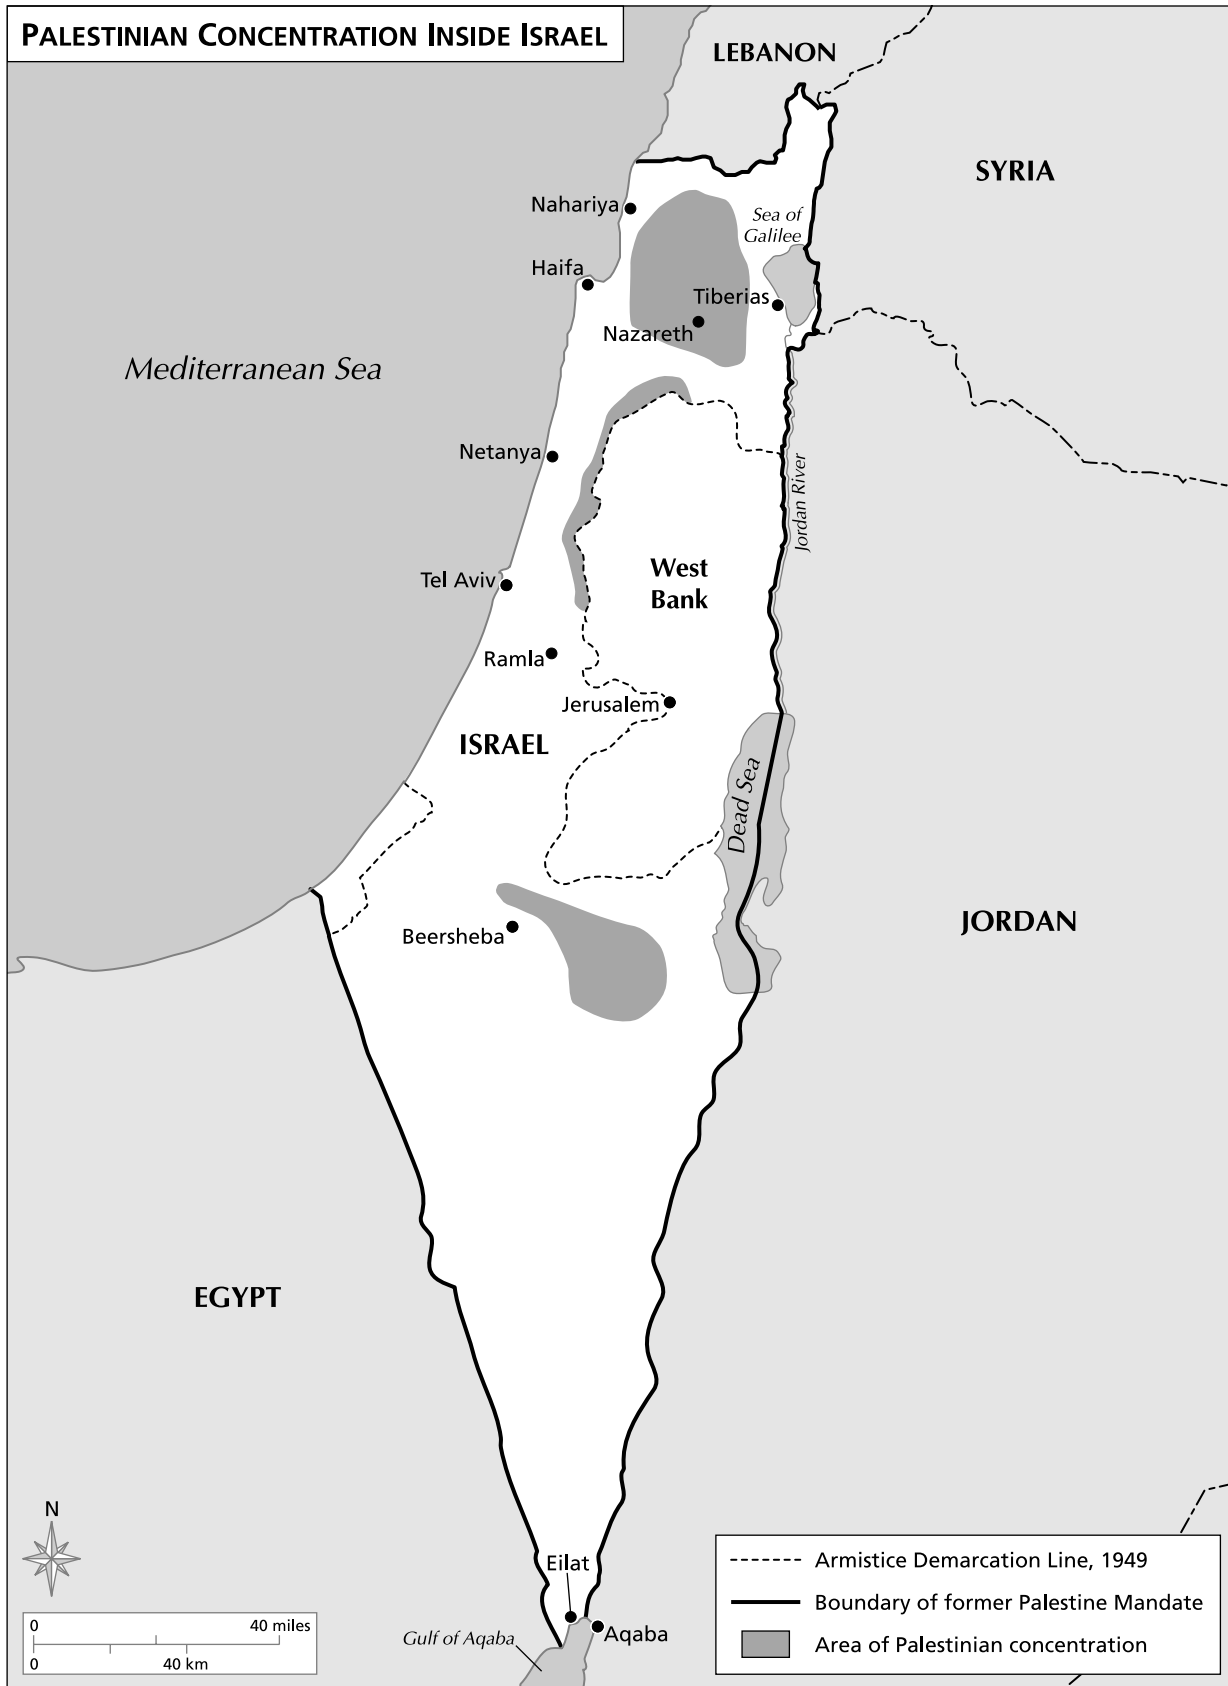 PALESTINIAN CONCENTRATION INSIDE ISRAEL
LEBANON
SYRIA
Nahariya
Sea of
Galilee
Haifa
Tiberias
Nazareth
Mediterranean Sea
Netanya
Jordan River
West
Bank
Tel Aviv
Ramla
Jerusalem
ISRAEL
Dead Sea
JORDAN
Beersheba
EGYPT
N
Eilat
Aqaba
Gulf of Aqaba
0 40 miles
0 40 km
Armistice Demarcation Line, 1949
Boundary of former Palestine Mandate
Area of Palestinian concentration